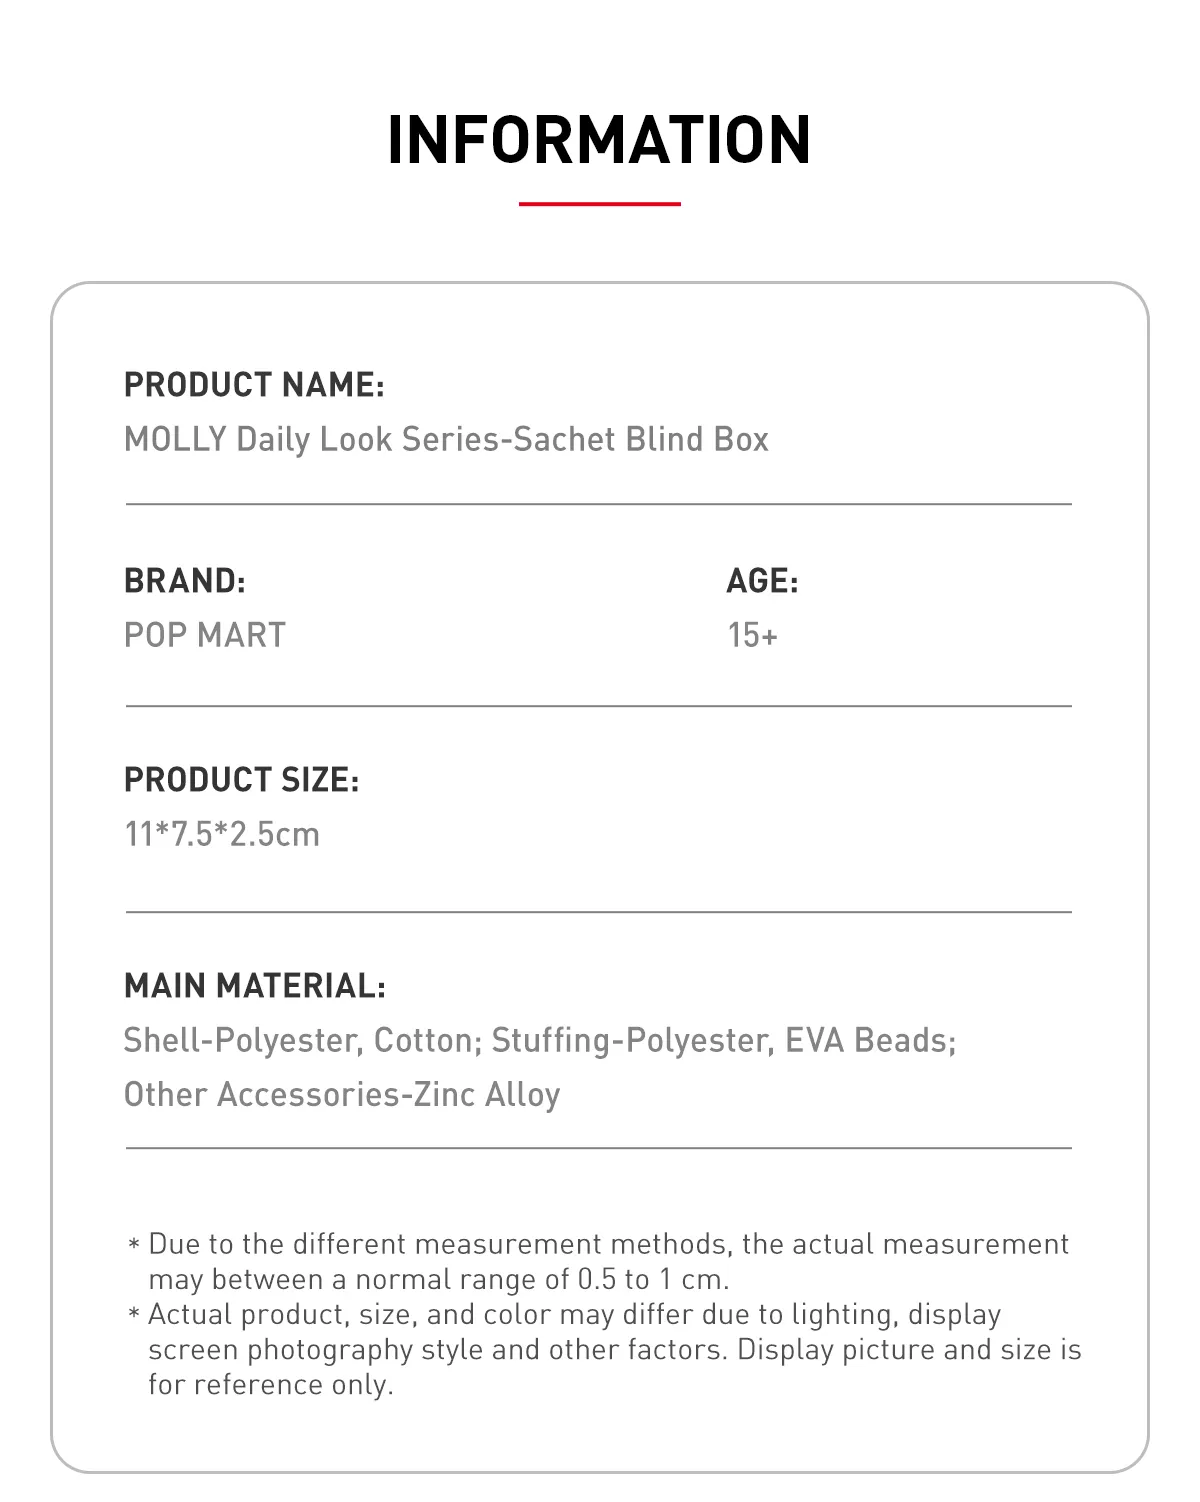 INFORMATION
PRODUCT NAME:
MOLLY Daily Look Series-Sachet Blind Box
BRAND:
POP MART
AGE:
15+
PRODUCT SIZE:
11*7.5*2.5cm
MAIN MATERIAL:
Shell-Polyester, Cotton; Stuffing-Polyester, EVA Beads;
Other Accessories-Zinc Alloy
* Due to the different measurement methods, the actual measurement
may between a normal range of 0.5 to 1 cm.
* Actual product, size, and color may differ due to lighting, display
screen photography style and other factors. Display picture and size is
for reference only.